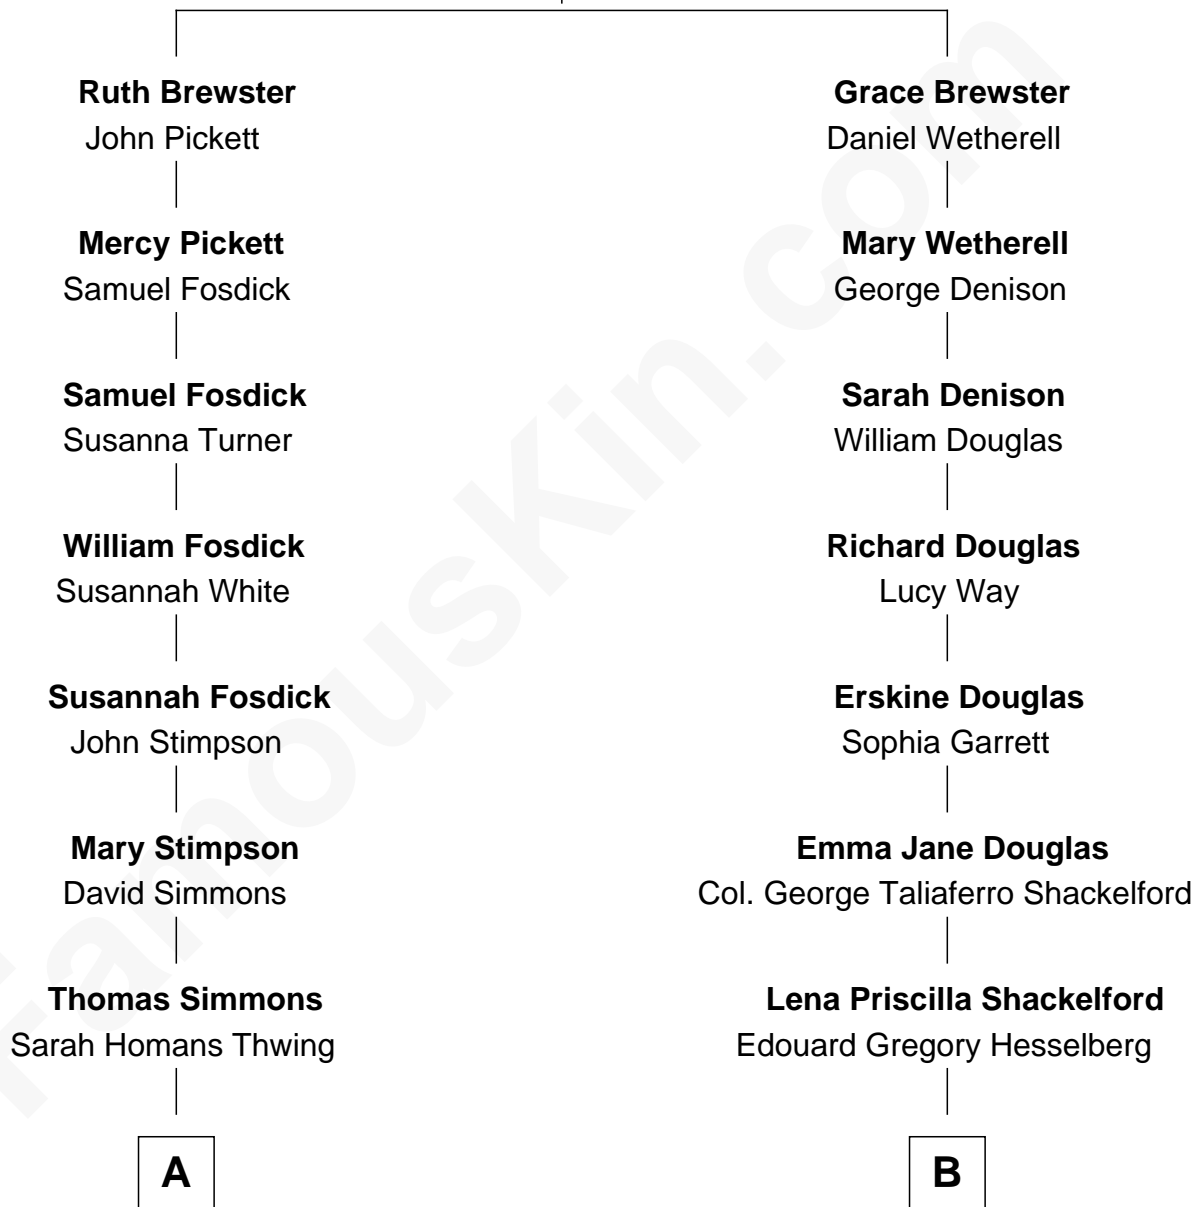 Ruth Brewster
John Pickett
Mercy Pickett
Samuel Fosdick
Samuel Fosdick
Susanna Turner
William Fosdick
Susannah White
Susannah Fosdick
John Stimpson
Mary Stimpson
David Simmons
Thomas Simmons
Sarah Homans Thwing
A
Grace Brewster
Daniel Wetherell
Mary Wetherell
George Denison
Sarah Denison
William Douglas
Richard Douglas
Lucy Way
Erskine Douglas
Sophia Garrett
Emma Jane Douglas
Col. George Taliaferro Shackelford
Lena Priscilla Shackelford
Edouard Gregory Hesselberg
B
FamousKin.com